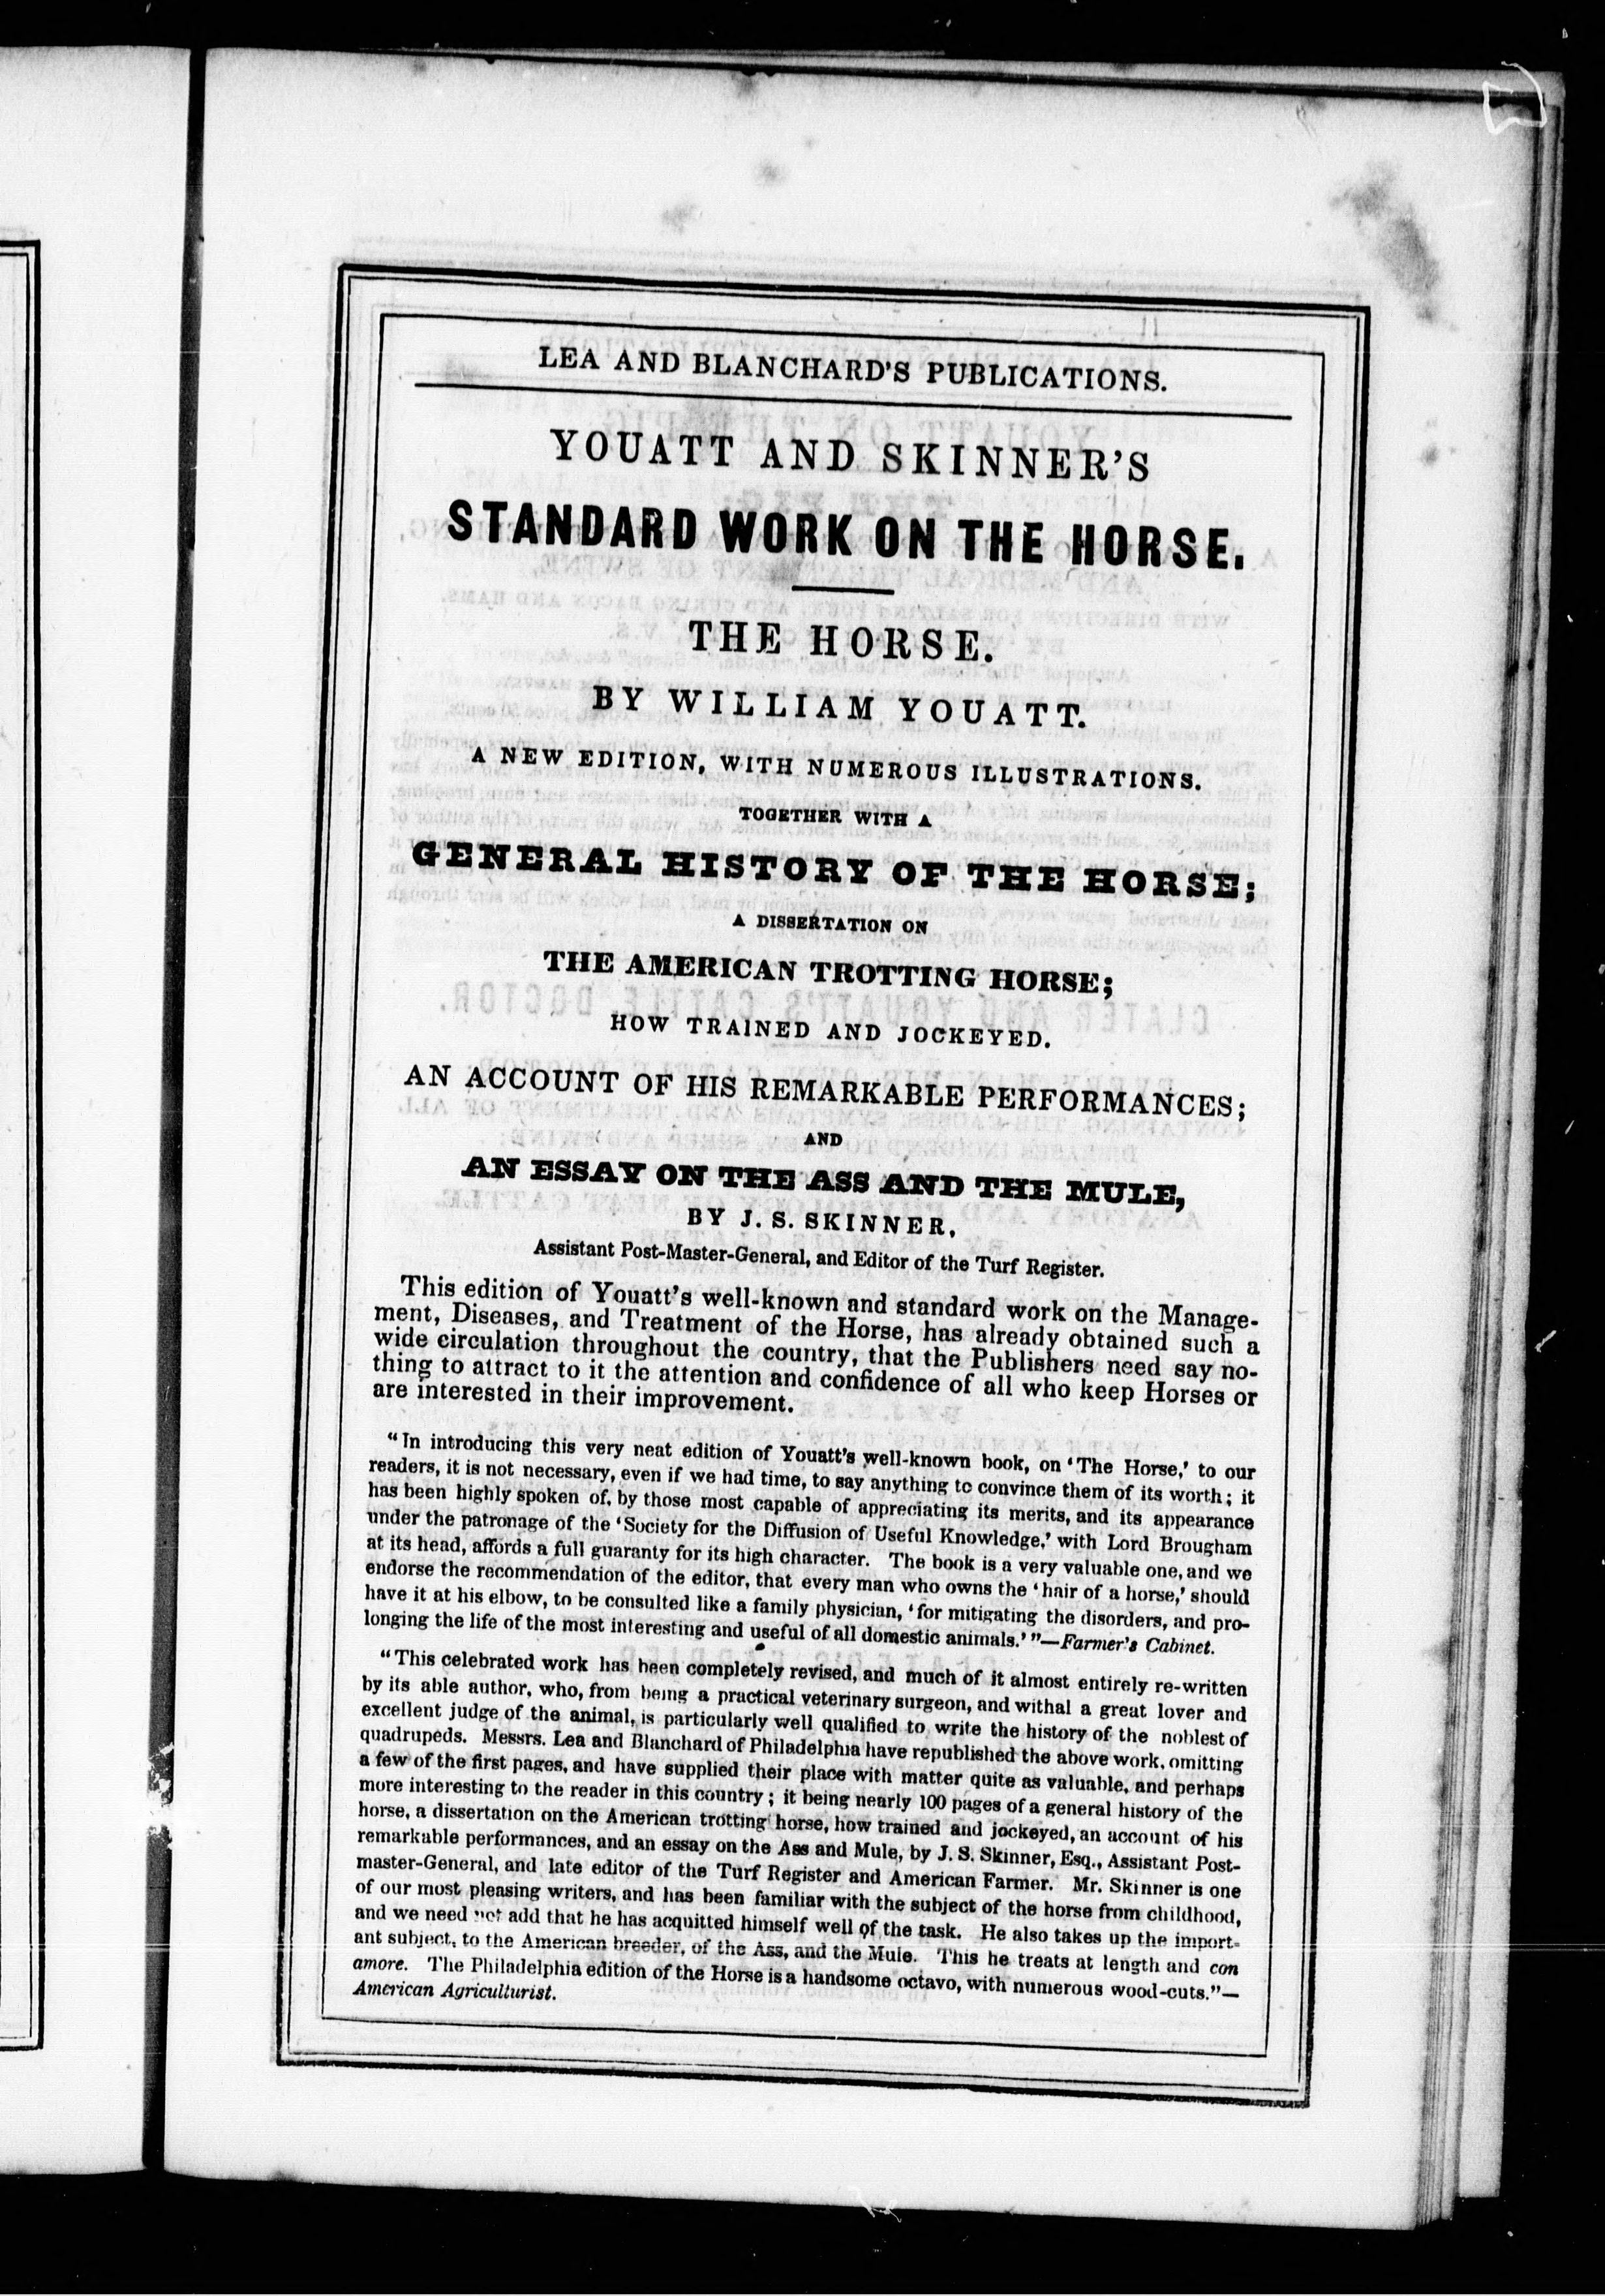 LEA AND BLANCHARD'S PUBLICATIONS.
YOUATT AND SKINNER'S
STANDARD WORK ON THE HORSE.
THE HORSE.
BY WILLIAM YOUATT.
A NEW EDITION, WITH NUMEROUS ILLUSTRATIONS.
TOGETHER WITH A
GENERAL HISTORY OF THE HORSE;
A DISSERTATION ON
THE AMERICAN TROTTING HORSE;
HOW TRAINED AND JOCKEYED.
AN ACCOUNT OF HIS REMARKABLE PERFORMANCES;
AND
AN ESSAY ON THE ASS AND THE MULE,
BY J. S. SKINNER,
Assistant Post-Master-General, and Editor of the Turf Register.
This edition of Youatt's well-known and standard work on the Manage-
ment, Diseases, and Treatment of the Horse, has already obtained such a
wide circulation throughout the country, that the Publishers need say no-
thing to attract to it the attention and confidence of all who keep Horses or
are interested in their improvement.
"In introducing this very neat edition of Youatt's well-known book, on 'The Horse,' to our
readers, it is not necessary, even if we had time, to say anything to convince them of its worth; it
has been highly spoken of, by those most capable of appreciating its merits, and its appearance
under the patronage of the 'Society for the Diffusion of Useful Knowledge,' with Lord Brougham
at its head, affords a full guaranty for its high character. The book is a very valuable one, and we
endorse the recommendation of the editor, that every man who owns the 'hair of a horse,' should
have it at his elbow, to be consulted like a family physician, 'for mitigating the disorders, and pro-
longing the life of the most interesting and useful of all domestic animals.'"—Farmer's Cabinet.
"This celebrated work has been completely revised, and much of it almost entirely re-written
by its able author, who, from being a practical veterinary surgeon, and withal a great lover and
excellent judge of the animal, is particularly well qualified to write the history of the noblest of
quadrupeds. Messrs. Lea and Blanchard of Philadelphia have republished the above work, omitting
a few of the first pages, and have supplied their place with matter quite as valuable, and perhaps
more interesting to the reader in this country; it being nearly 100 pages of a general history of the
horse, a dissertation on the American trotting horse, how trained and jockeyed, an account of his
remarkable performances, and an essay on the Ass and Mule, by J. S. Skinner, Esq., Assistant Post-
master-General, and late editor of the Turf Register and American Farmer. Mr. Skinner is one
of our most pleasing writers, and has been familiar with the subject of the horse from childhood,
and we need not add that he has acquitted himself well of the task. He also takes up the import-
ant subject, to the American breeder, of the Ass, and the Mule. This he treats at length and con
amore. The Philadelphia edition of the Horse is a handsome octavo, with numerous wood-cuts."—
American Agriculturist.